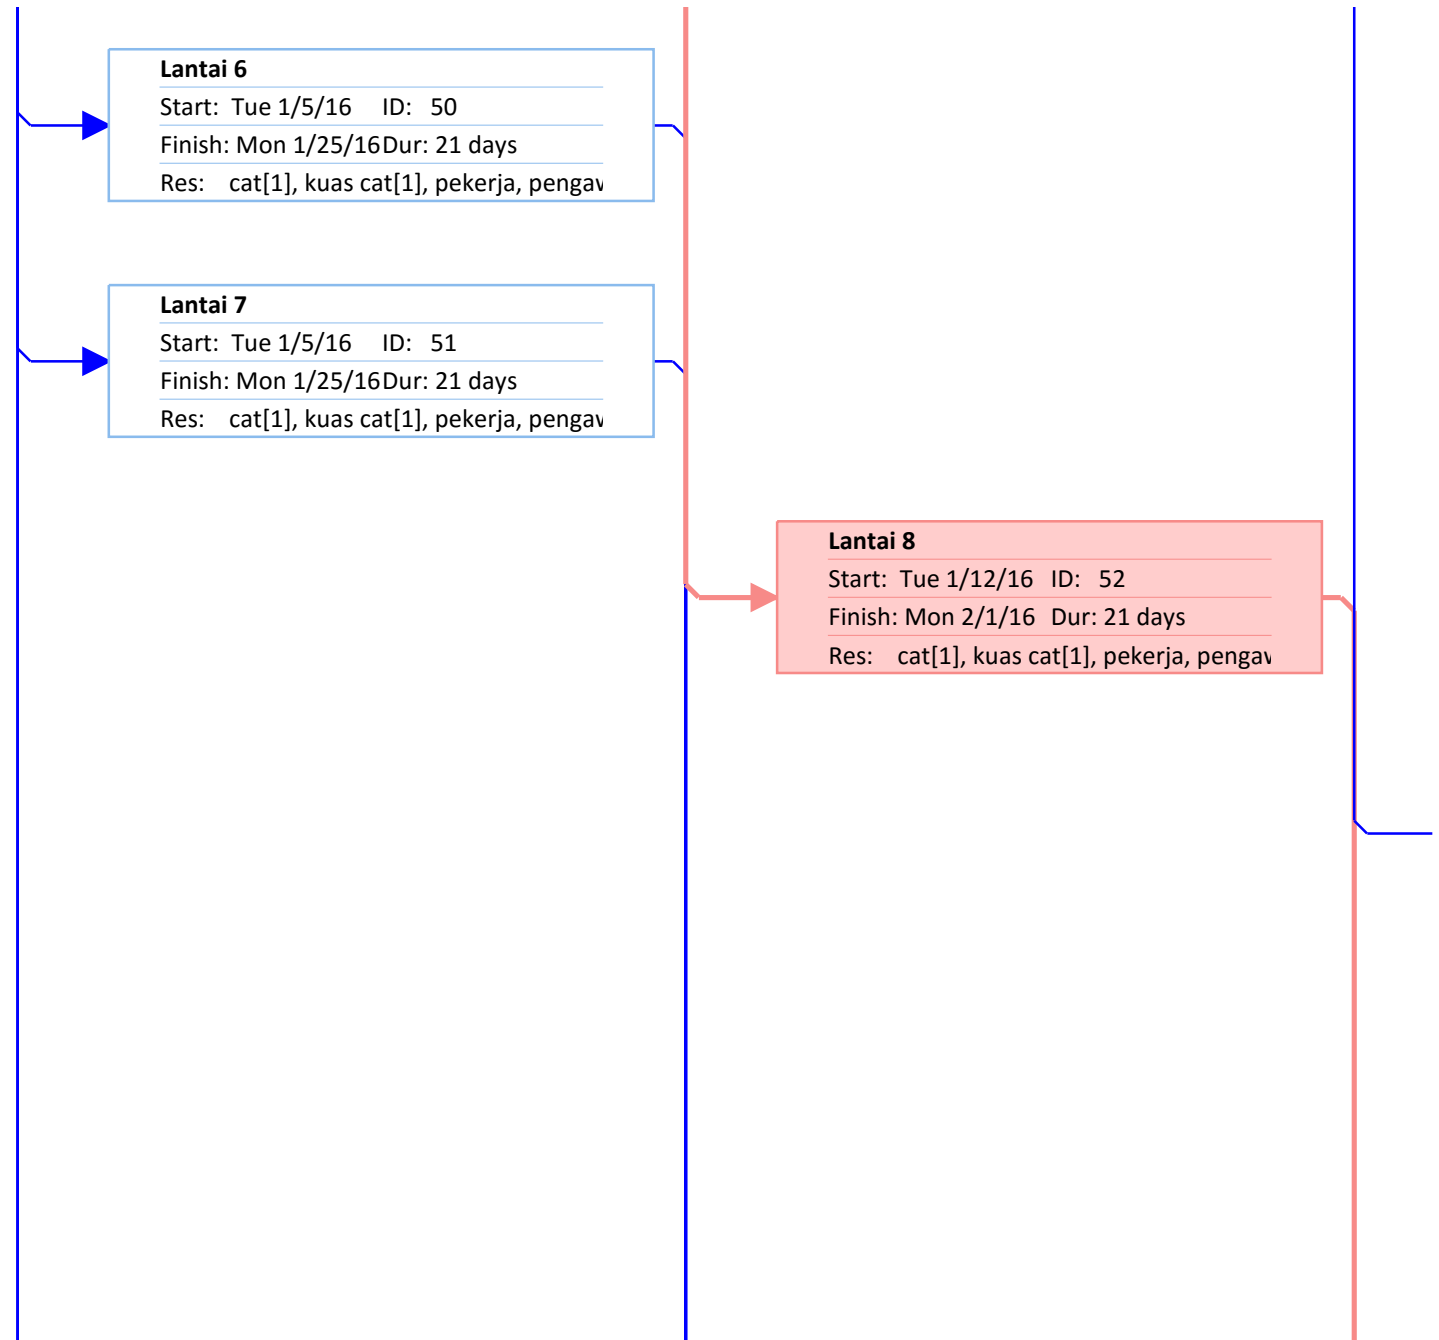 Lantai 6
Start: Tue 1/5/16 ID: 50
Finish: Mon 1/25/16 Dur: 21 days
Res: cat[1], kuas cat[1], pekerja,
Lantai 7
Start: Tue 1/5/16 ID: 51
Finish: Mon 1/25/16 Dur: 21 days
Res: cat[1], kuas cat[1], pekerja,
Lantai 8
Start: Tue 1/12/16 ID: 52
Finish: Mon 2/1/16 Dur: 21 days
Res: cat[1], kuas cat[1], pekerja,